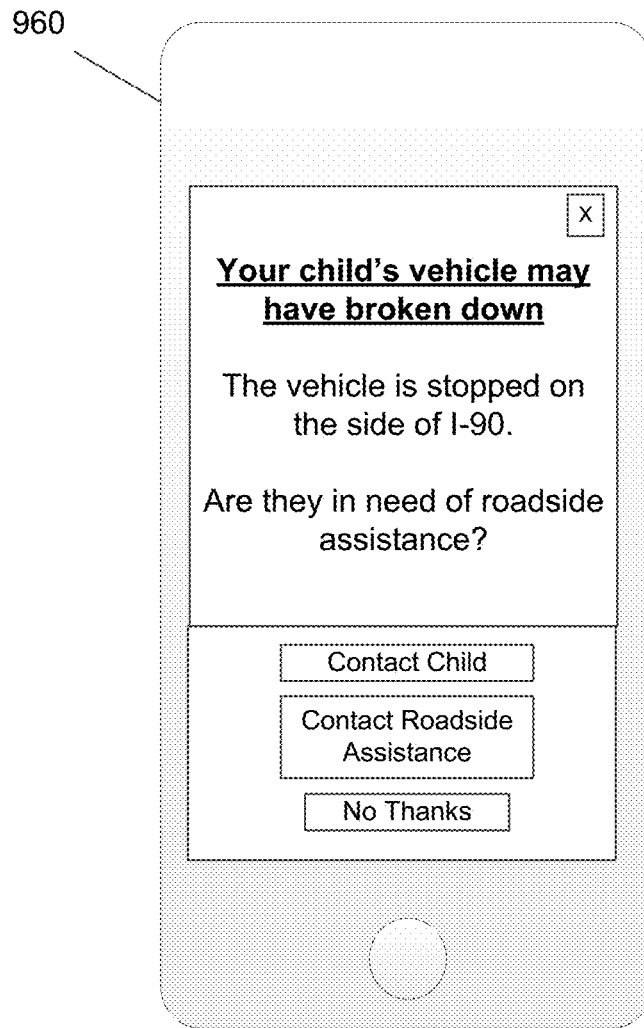 960
X
Your child’s vehicle may
have broken down
The vehicle is stopped on
the side of I-90.
Are they in need of roadside
assistance?
Contact Child
Contact Roadside
Assistance
No Thanks